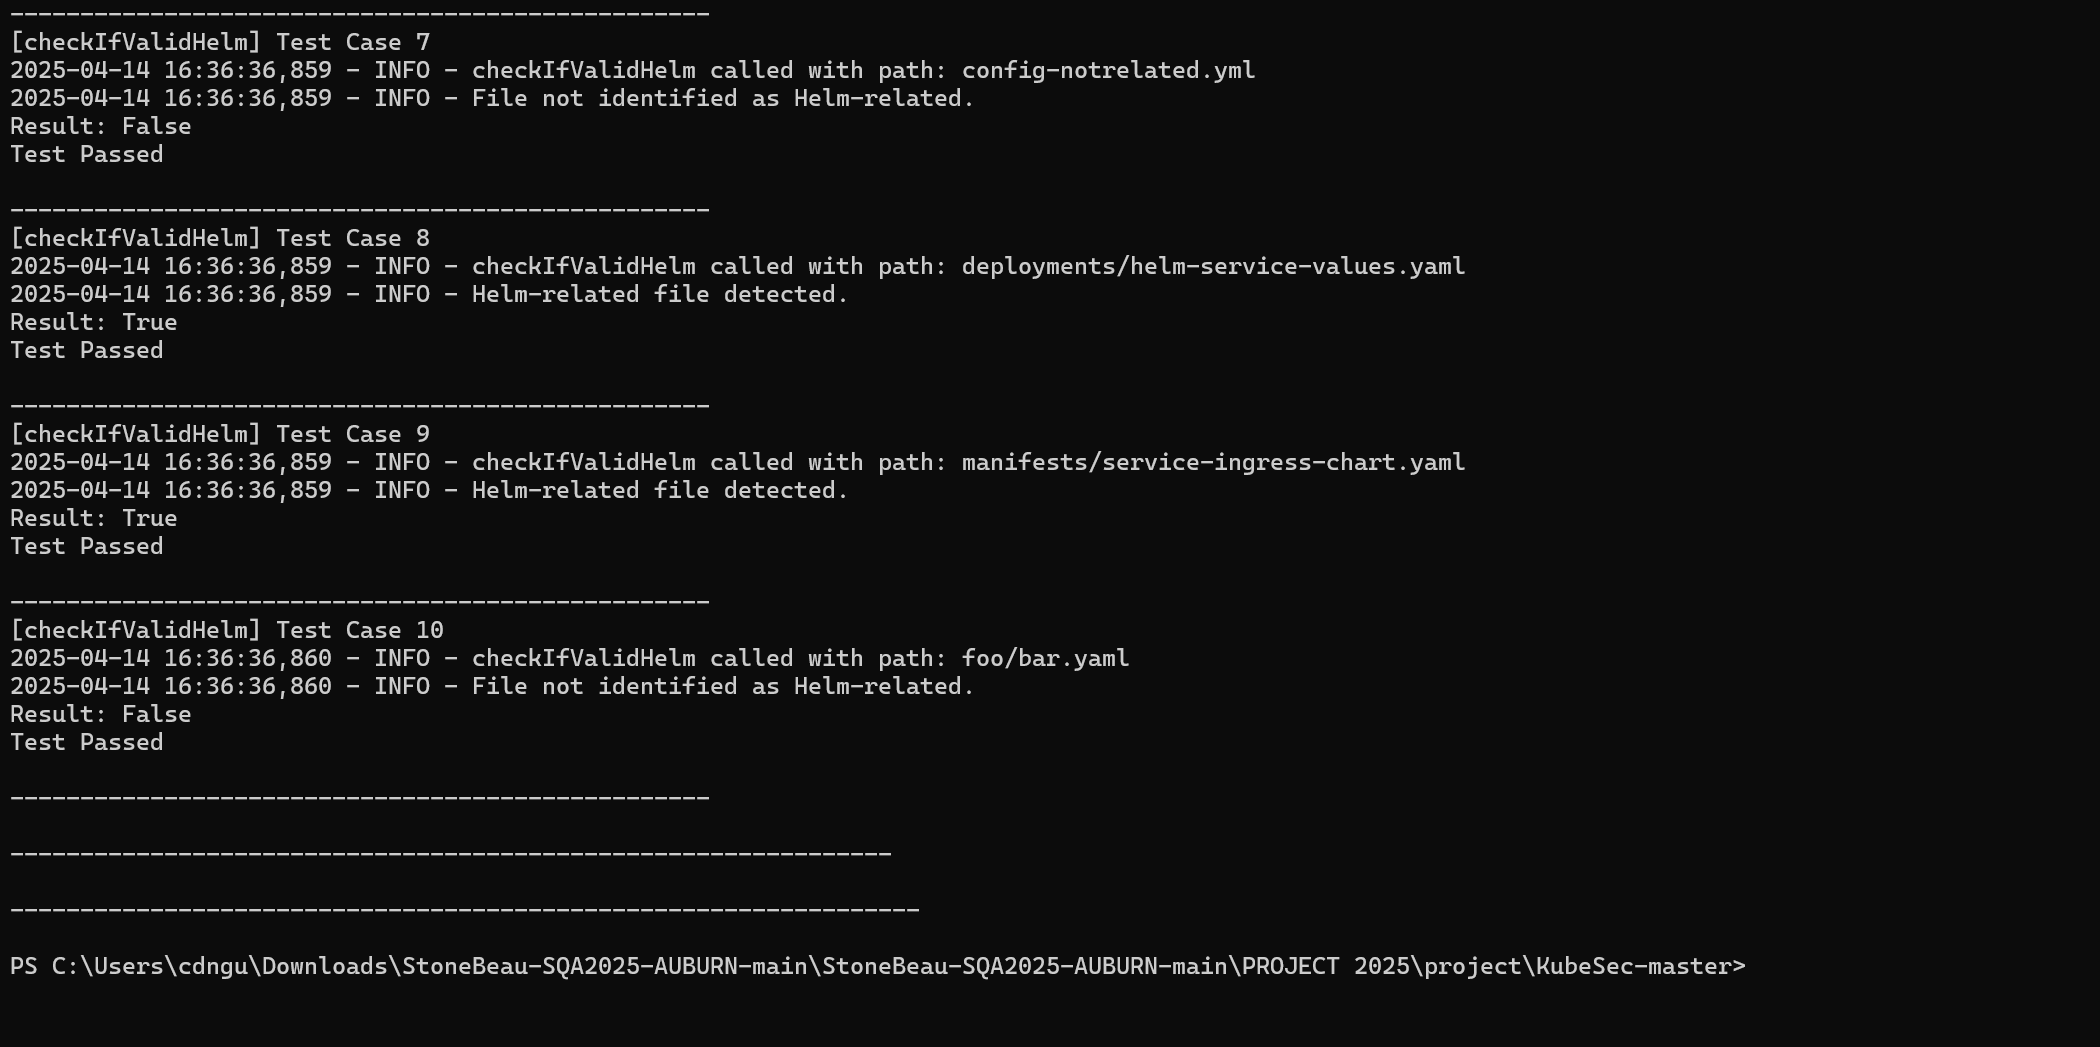 --------------------------------------------------
[checkIfValidHelm] Test Case 7
2025-04-14 16:36:36,859 - INFO - checkIfValidHelm called with path: config-notrelated.yml
2025-04-14 16:36:36,859 - INFO - File not identified as Helm-related.
Result: False
Test Passed

--------------------------------------------------
[checkIfValidHelm] Test Case 8
2025-04-14 16:36:36,859 - INFO - checkIfValidHelm called with path: deployments/helm-service-values.yaml
2025-04-14 16:36:36,859 - INFO - Helm-related file detected.
Result: True
Test Passed

--------------------------------------------------
[checkIfValidHelm] Test Case 9
2025-04-14 16:36:36,859 - INFO - checkIfValidHelm called with path: manifests/service-ingress-chart.yaml
2025-04-14 16:36:36,859 - INFO - Helm-related file detected.
Result: True
Test Passed

--------------------------------------------------
[checkIfValidHelm] Test Case 10
2025-04-14 16:36:36,860 - INFO - checkIfValidHelm called with path: foo/bar.yaml
2025-04-14 16:36:36,860 - INFO - File not identified as Helm-related.
Result: False
Test Passed

--------------------------------------------------

---------------------------------------------------------------

-----------------------------------------------------------------

PS C:\Users\cdngu\Downloads\StoneBeau-SQA2025-AUBURN-main\StoneBeau-SQA2025-AUBURN-main\PROJECT 2025\project\KubeSec-master>